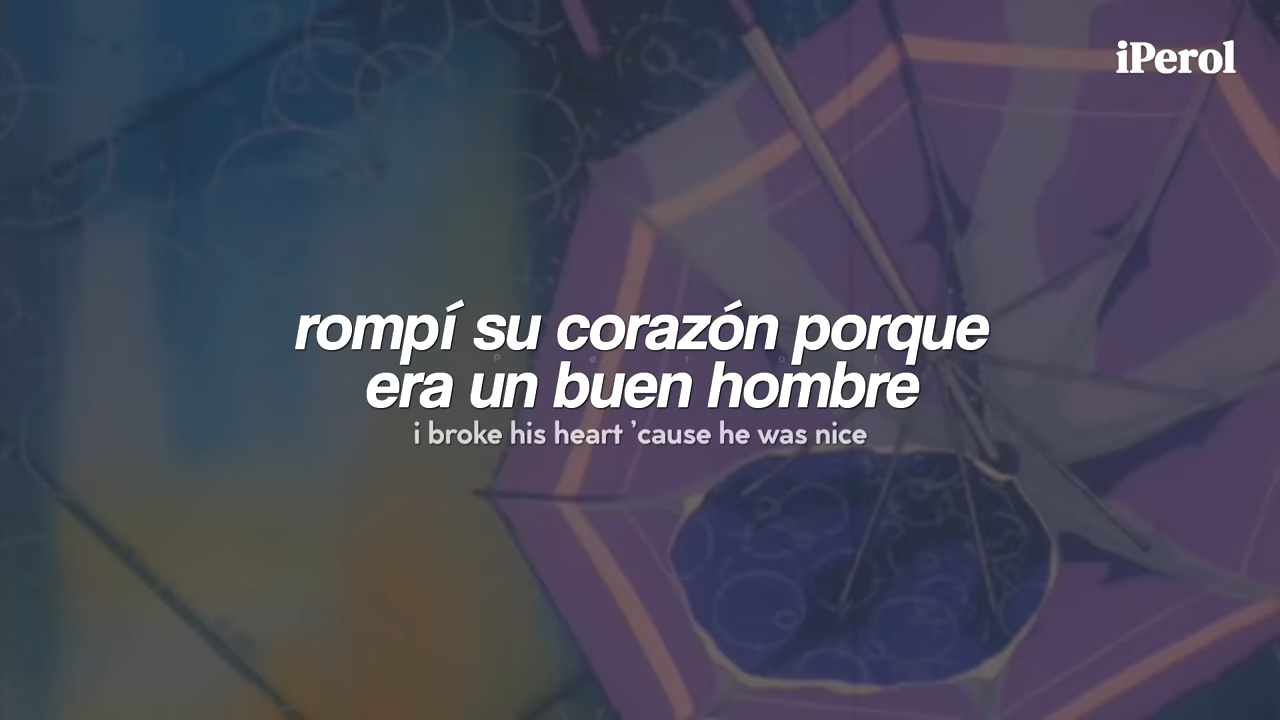 iPerol
rompí su corazón porque
p e r o l
era un buen hombre
i broke his heart ’cause he was nice